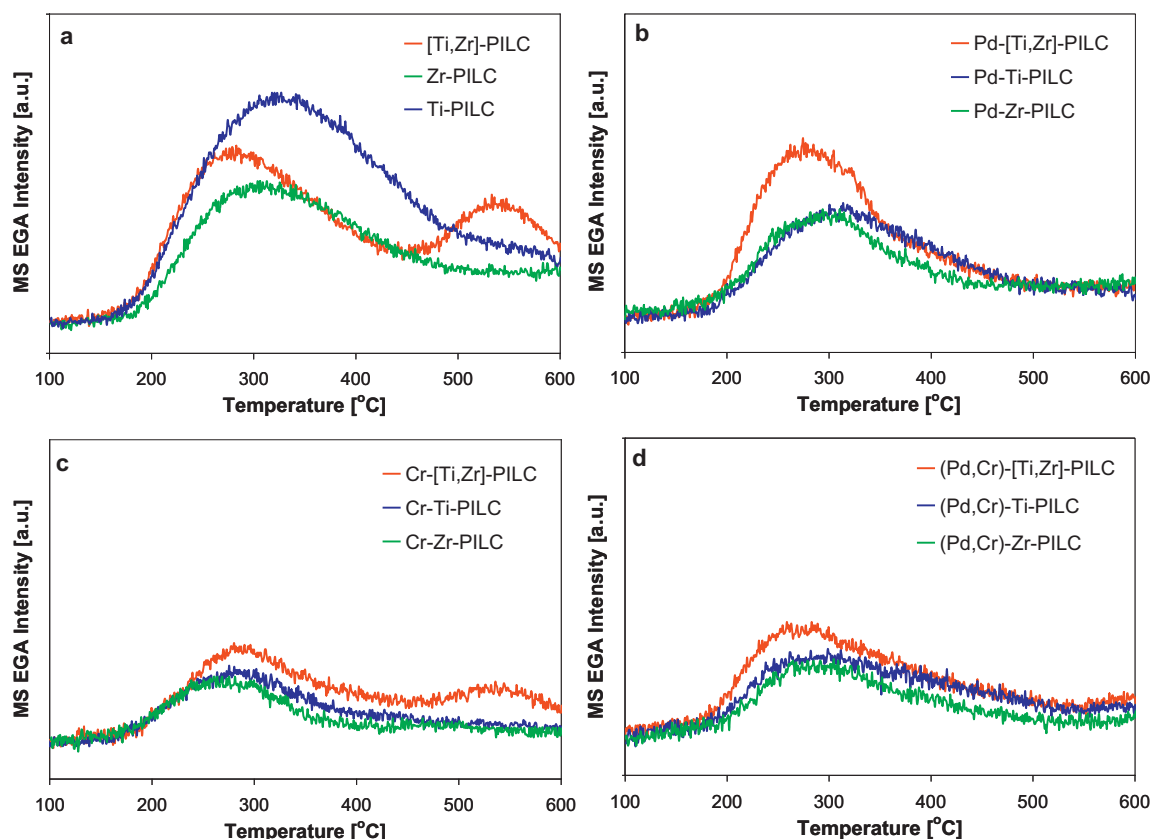 a
[Ti,Zr]-PILC
Zr-PILC
Ti-PILC
MS EGA Intensity [a.u.]
100 200 300 400 500 600
Temperature [°C]
b
Pd-[Ti,Zr]-PILC
Pd-Ti-PILC
Pd-Zr-PILC
MS EGA Intensity [a.u.]
100 200 300 400 500 600
Temperature [°C]
c
Cr-[Ti,Zr]-PILC
Cr-Ti-PILC
Cr-Zr-PILC
MS EGA Intensity [a.u.]
100 200 300 400 500 600
Temperature [°C]
d
(Pd,Cr)-[Ti,Zr]-PILC
(Pd,Cr)-Ti-PILC
(Pd,Cr)-Zr-PILC
MS EGA Intensity [a.u.]
100 200 300 400 500 600
Temperature [°C]